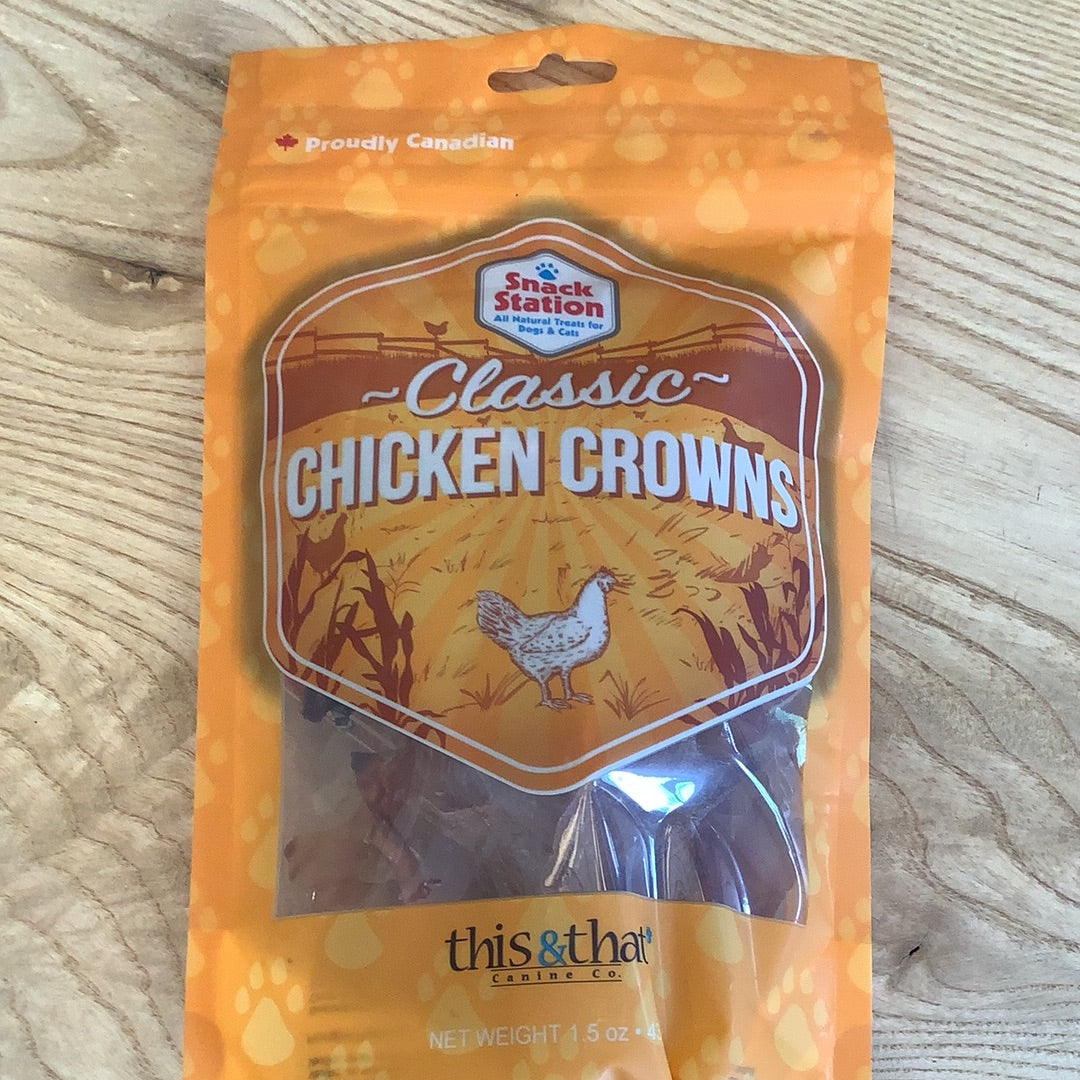 Proudly Canadian
Snack
Station
All Natural Treats for
Dogs & Cats
~Classic~
CHICKEN CROWNS
this&that
Canine Co.
NET WEIGHT 1.5 oz •